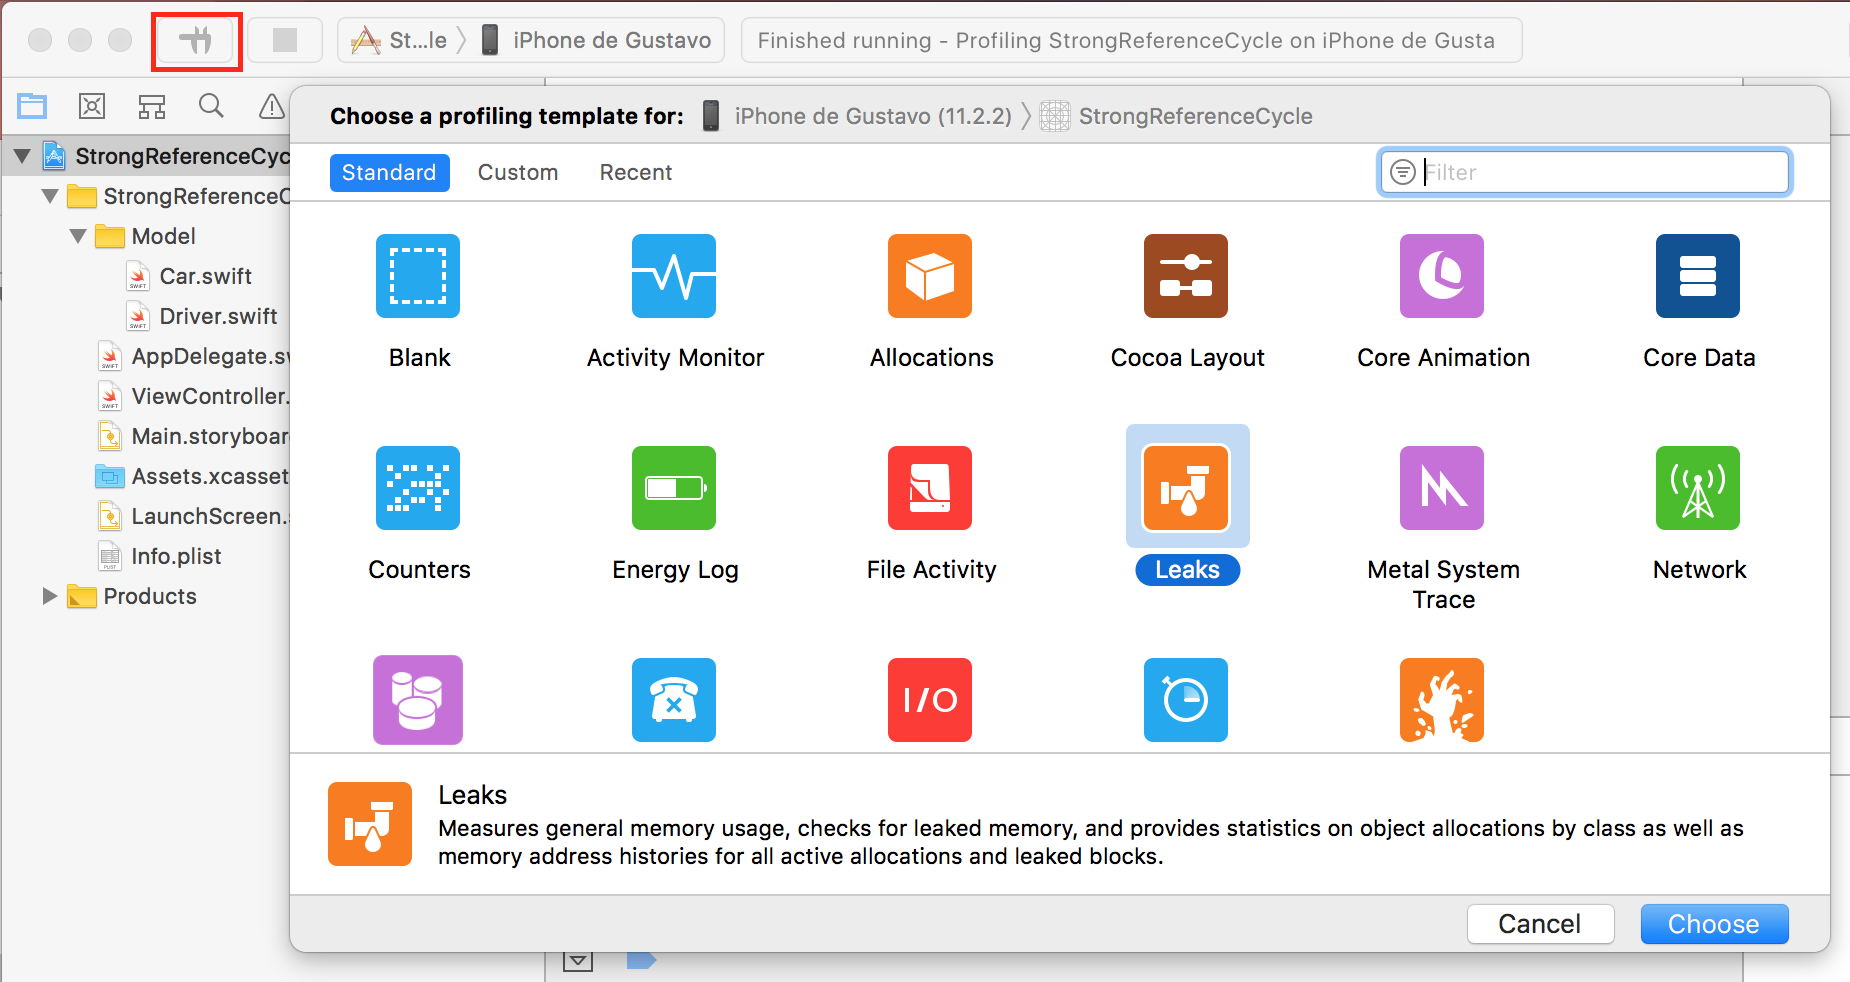 St...le
iPhone de Gustavo
Finished running - Profiling StrongReferenceCycle on iPhone de Gusta
Choose a profiling template for: iPhone de Gustavo (11.2.2) StrongReferenceCycle
Standard Custom Recent
Filter
StrongReferenceCyc
StrongReferenceC
Model
Car.swift
Driver.swift
AppDelegate.sw
ViewController.
Main.storyboar
Assets.xcasset
LaunchScreen.s
Info.plist
Products
Blank
Activity Monitor
Allocations
Cocoa Layout
Core Animation
Core Data
Counters
Energy Log
File Activity
Leaks
Metal System
Trace
Network
I/O
Leaks
Measures general memory usage, checks for leaked memory, and provides statistics on object allocations by class as well as
memory address histories for all active allocations and leaked blocks.
Cancel
Choose